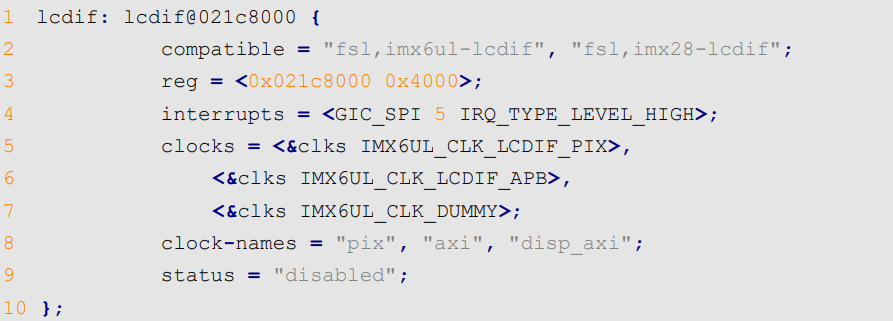 1 lcdif: lcdif@021c8000 {
2 compatible = "fsl,imx6ul-lcdif", "fsl,imx28-lcdif";
3 reg = <0x021c8000 0x4000>;
4 interrupts = <GIC_SPI 5 IRQ_TYPE_LEVEL_HIGH>;
5 clocks = <&clks IMX6UL_CLK_LCDIF_PIX>,
6 <&clks IMX6UL_CLK_LCDIF_APB>,
7 <&clks IMX6UL_CLK_DUMMY>;
8 clock-names = "pix", "axi", "disp_axi";
9 status = "disabled";
10 };